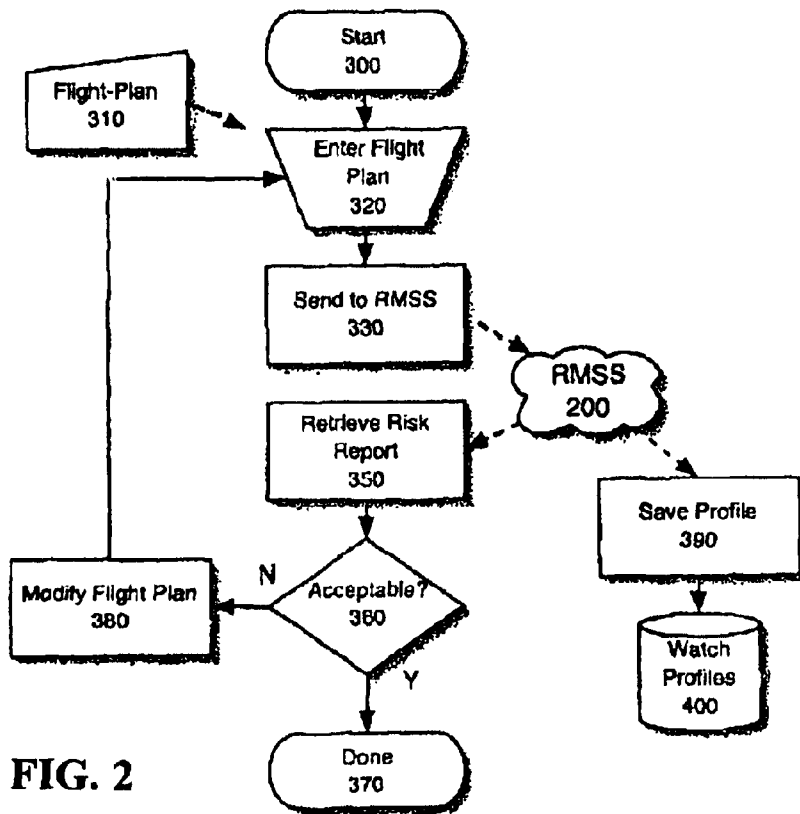 Start
300
Flight-Plan
310
Enter Flight
Plan
320
Send to RMSS
330
RMSS
200
Retrieve Risk
Report
350
Save Profile
390
N
Acceptable?
360
Modify Flight Plan
380
Y
Watch
Profiles
400
Done
370
FIG. 2